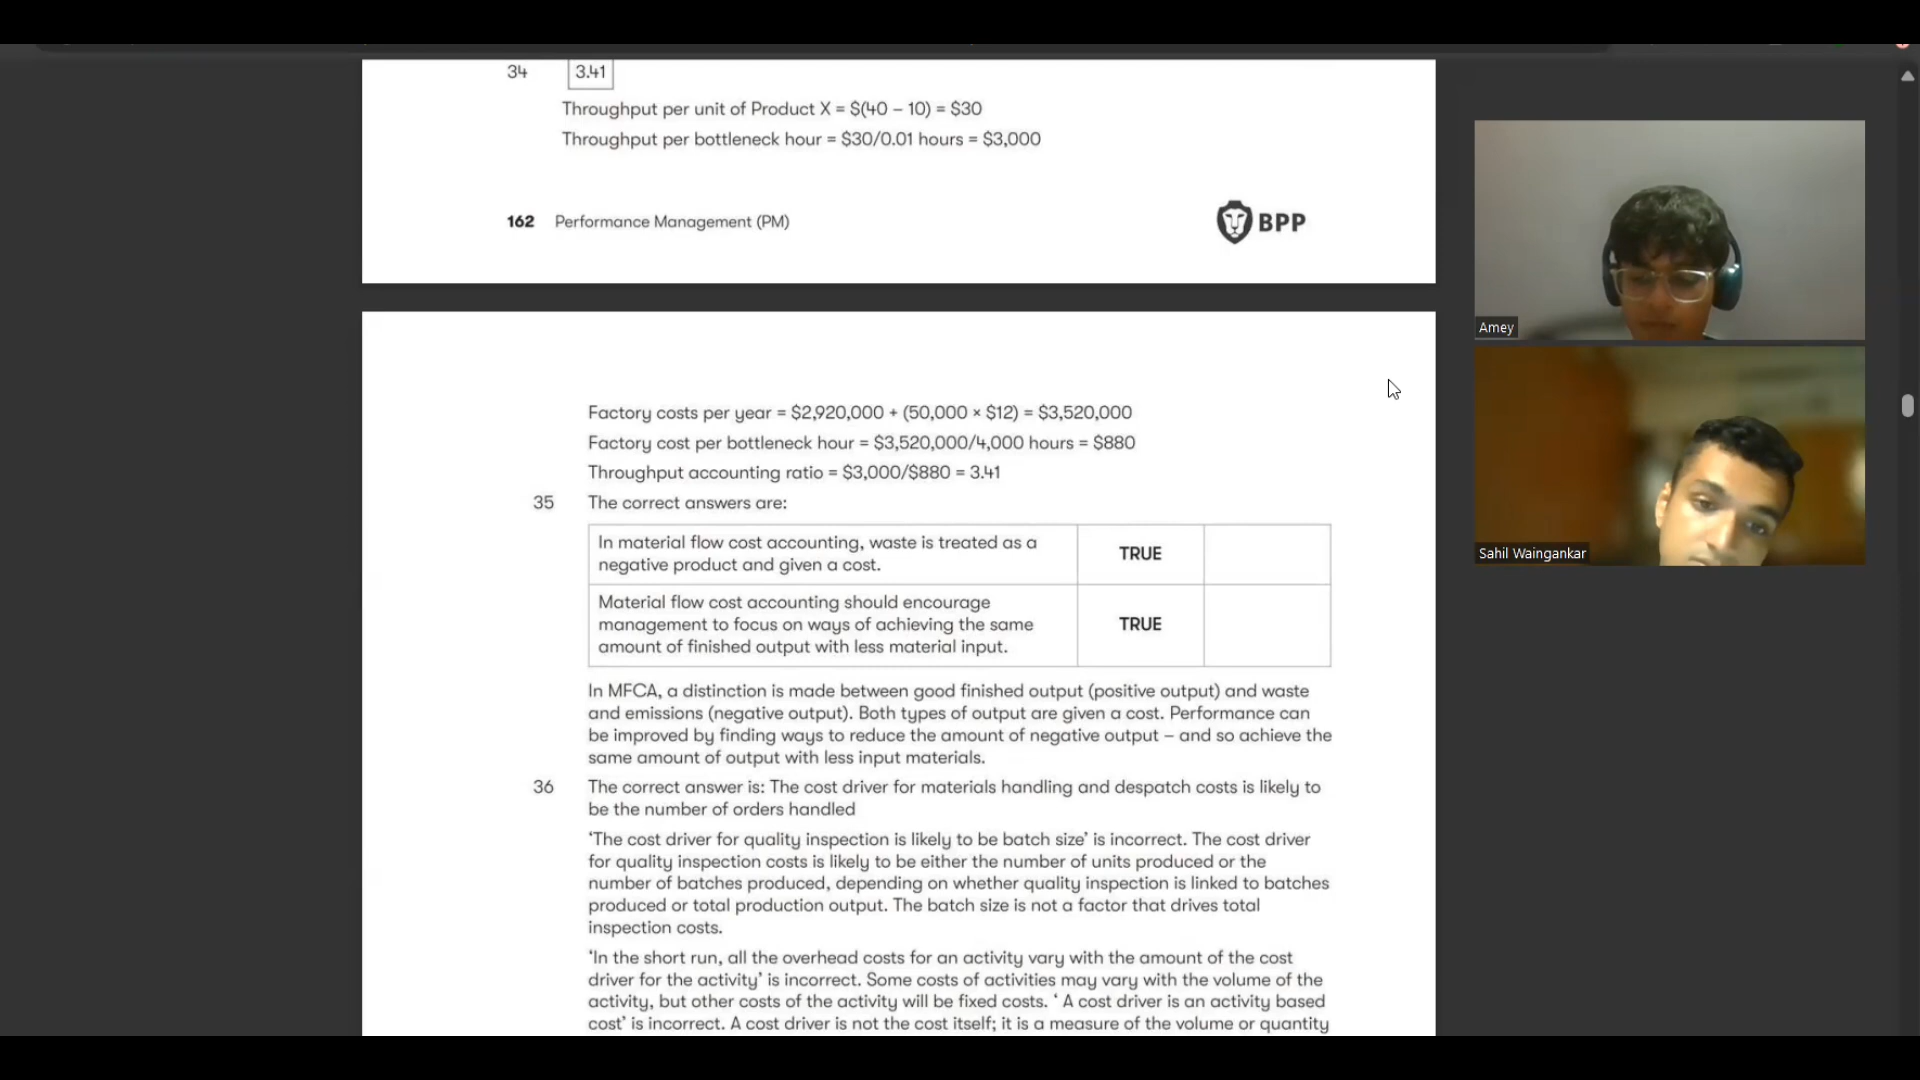 34 3.41
Throughput per unit of Product X = $(40 – 10) = $30
Throughput per bottleneck hour = $30/0.01 hours = $3,000
162 Performance Management (PM)
BPP
Factory costs per year = $2,920,000 + (50,000 × $12) = $3,520,000
Factory cost per bottleneck hour = $3,520,000/4,000 hours = $880
Throughput accounting ratio = $3,000/$880 = 3.41
35 The correct answers are:
In material flow cost accounting, waste is treated as a
negative product and given a cost.
TRUE
Material flow cost accounting should encourage
management to focus on ways of achieving the same
amount of finished output with less material input.
TRUE
In MFCA, a distinction is made between good finished output (positive output) and waste
and emissions (negative output). Both types of output are given a cost. Performance can
be improved by finding ways to reduce the amount of negative output – and so achieve the
same amount of output with less input materials.
36 The correct answer is: The cost driver for materials handling and despatch costs is likely to
be the number of orders handled
‘The cost driver for quality inspection is likely to be batch size’ is incorrect. The cost driver
for quality inspection costs is likely to be either the number of units produced or the
number of batches produced, depending on whether quality inspection is linked to batches
produced or total production output. The batch size is not a factor that drives total
inspection costs.
‘In the short run, all the overhead costs for an activity vary with the amount of the cost
driver for the activity’ is incorrect. Some costs of activities may vary with the volume of the
activity, but other costs of the activity will be fixed costs. ‘ A cost driver is an activity based
cost’ is incorrect. A cost driver is not the cost itself; it is a measure of the volume or quantity
Amey
Sahil Waingankar